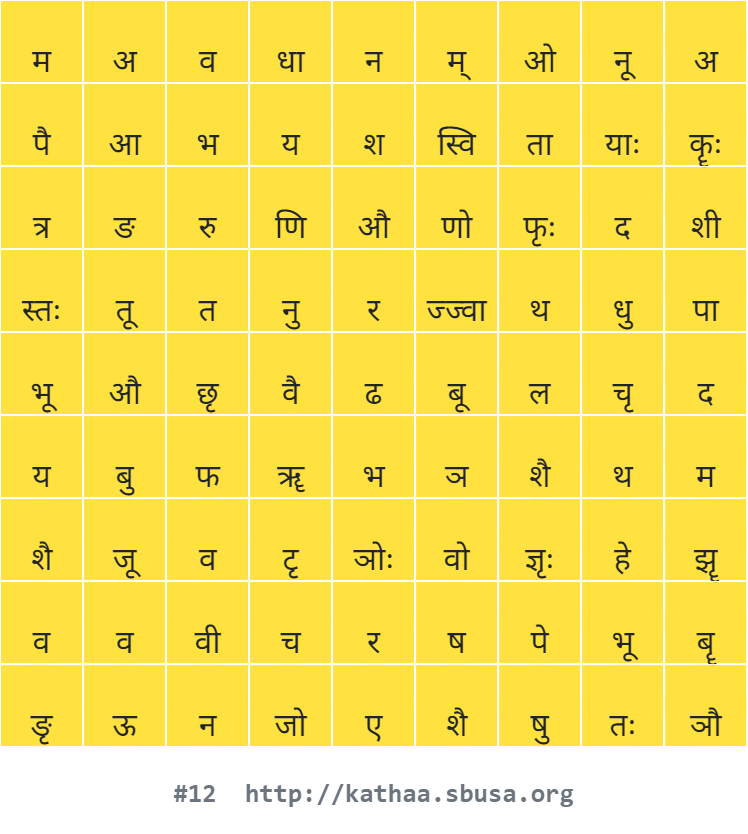 म अ व धा न म् ओ नू अ
पै आ भ य श स्वि ता याः कॄः
त्र ङ रु णि औ णो फृः द शी
स्तः तू त नु र ज्ज्वा थ धु पा
भू औ छृ वै ढ बू ल चृ द
य बु फ ॠ भ ञ शै थ म
शै जू व टृ ञोः वो ज्ञृः हे झॄ
व व वी च र ष पे भू बॄ
ङृ ऊ न जो ए शै षु तः ञौ
#12 http://kathaa.sbusa.org